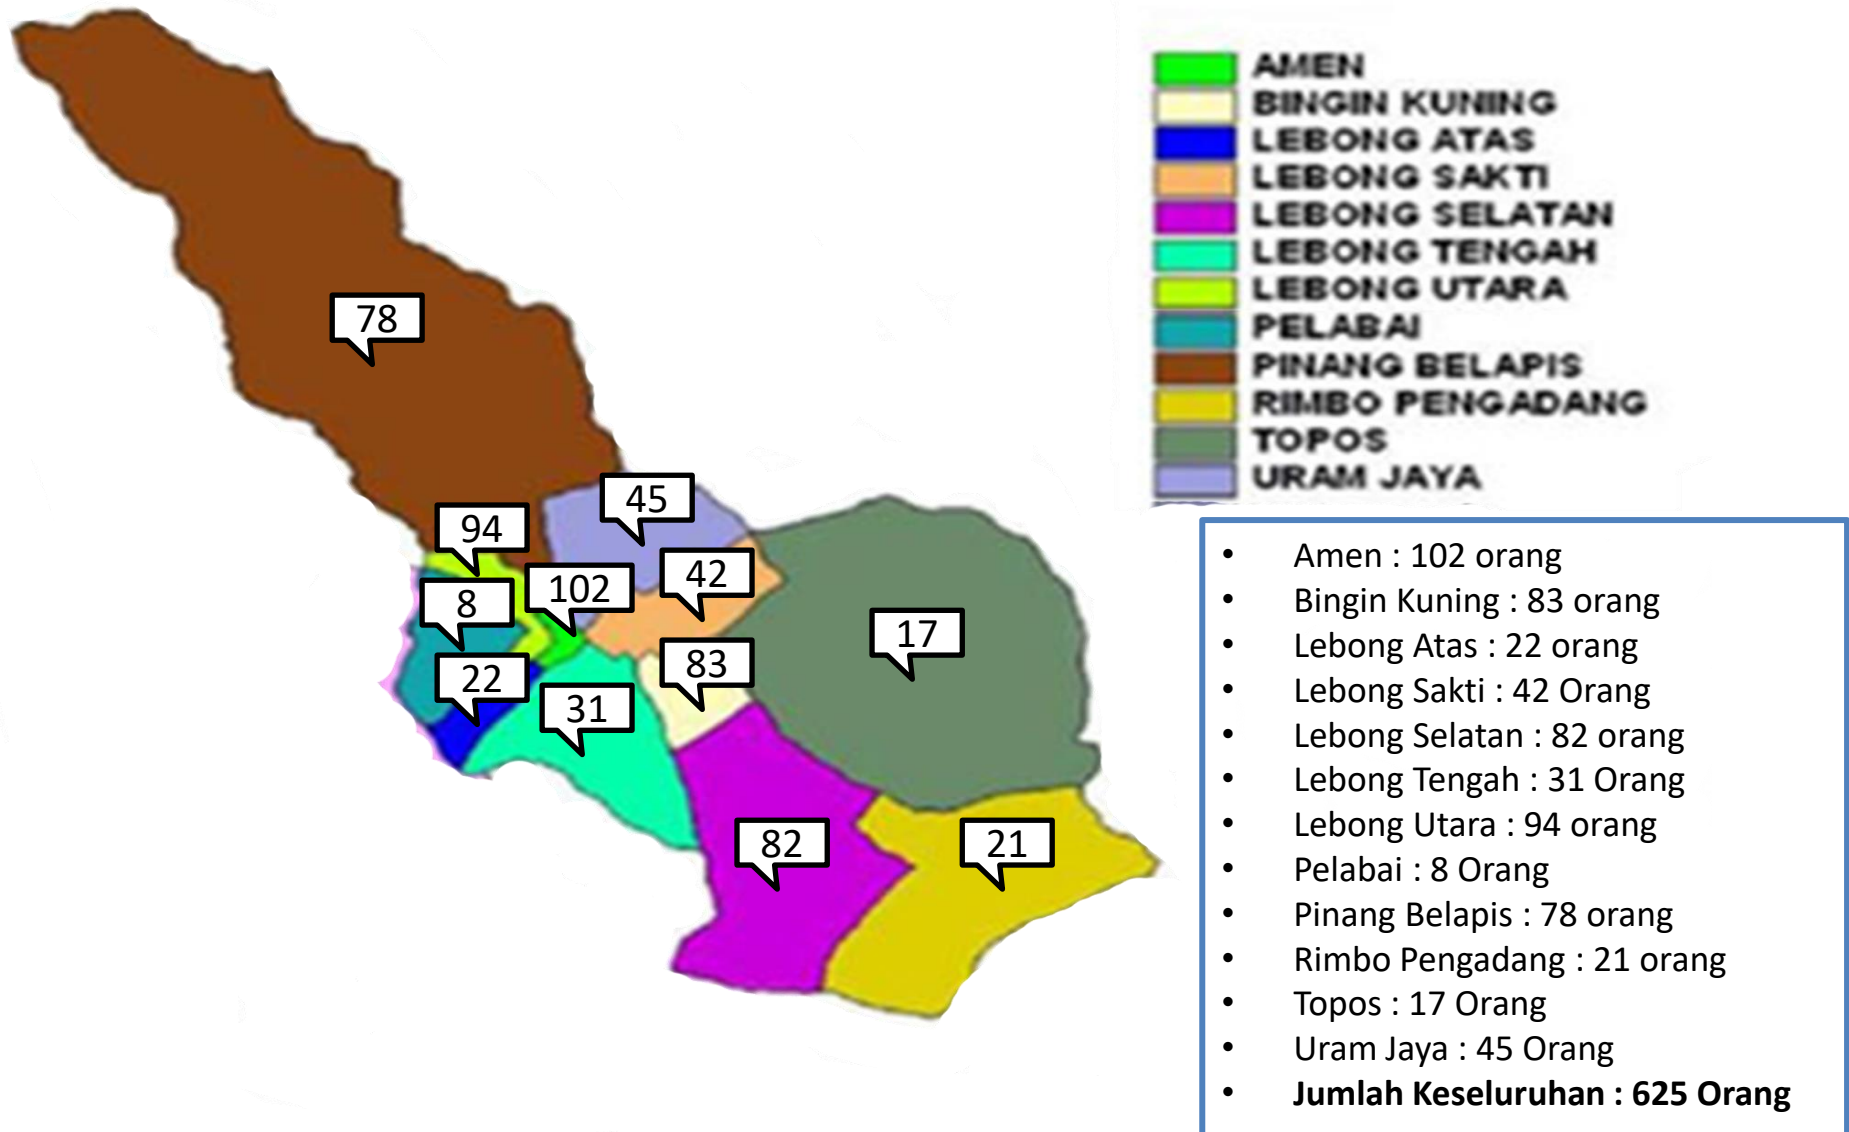 AMEN
BINGIN KUNING
LEBONG ATAS
LEBONG SAKTI
LEBONG SELATAN
LEBONG TENGAH
LEBONG UTARA
PELABAI
PINANG BELAPIS
RIMBO PENGADANG
TOPOS
URAM JAYA
78
45
94
42
102
8
17
83
22
31
82
21
• Amen : 102 orang
• Bingin Kuning : 83 orang
• Lebong Atas : 22 orang
• Lebong Sakti : 42 Orang
• Lebong Selatan : 82 orang
• Lebong Tengah : 31 Orang
• Lebong Utara : 94 orang
• Pelabai : 8 Orang
• Pinang Belapis : 78 orang
• Rimbo Pengadang : 21 orang
• Topos : 17 Orang
• Uram Jaya : 45 Orang
• Jumlah Keseluruhan : 625 Orang